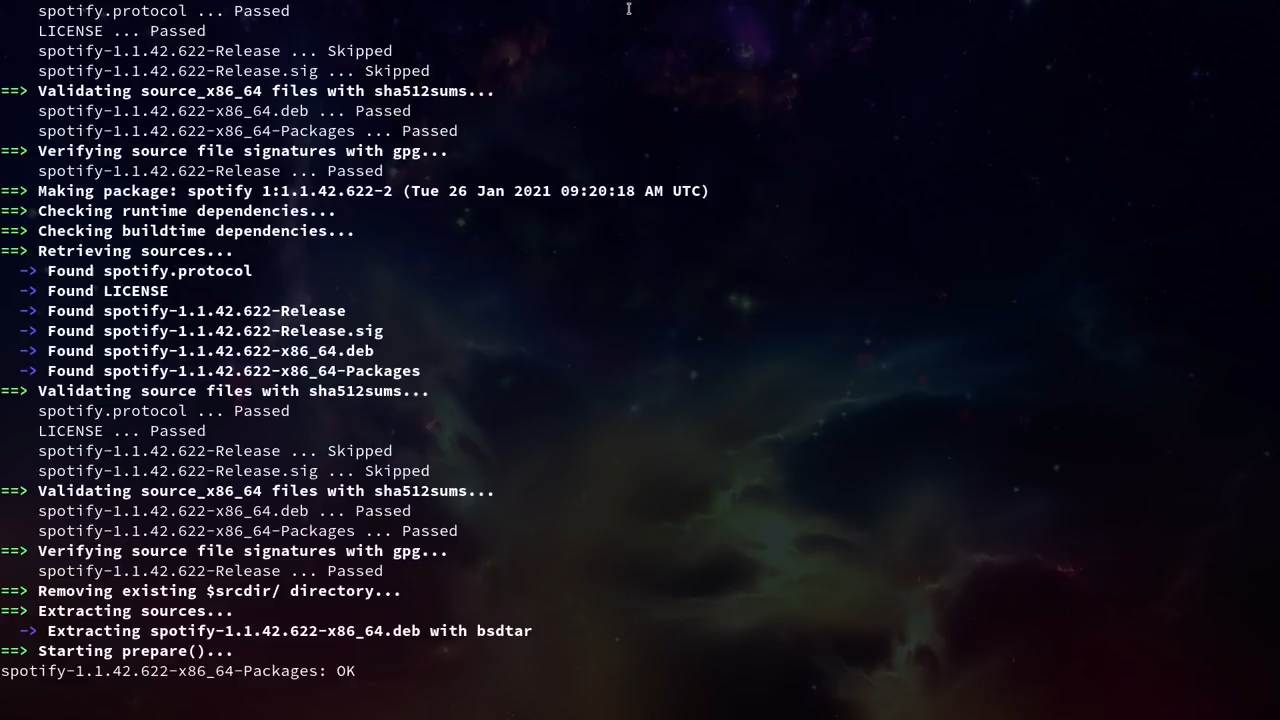 spotify.protocol ... Passed
LICENSE ... Passed
spotify-1.1.42.622-Release ... Skipped
spotify-1.1.42.622-Release.sig ... Skipped
==> Validating source_x86_64 files with sha512sums...
spotify-1.1.42.622-x86_64.deb ... Passed
spotify-1.1.42.622-x86_64-Packages ... Passed
==> Verifying source file signatures with gpg...
spotify-1.1.42.622-Release ... Passed
==> Making package: spotify 1:1.1.42.622-2 (Tue 26 Jan 2021 09:20:18 AM UTC)
==> Checking runtime dependencies...
==> Checking buildtime dependencies...
==> Retrieving sources...
-> Found spotify.protocol
-> Found LICENSE
-> Found spotify-1.1.42.622-Release
-> Found spotify-1.1.42.622-Release.sig
-> Found spotify-1.1.42.622-x86_64.deb
-> Found spotify-1.1.42.622-x86_64-Packages
==> Validating source files with sha512sums...
spotify.protocol ... Passed
LICENSE ... Passed
spotify-1.1.42.622-Release ... Skipped
spotify-1.1.42.622-Release.sig ... Skipped
==> Validating source_x86_64 files with sha512sums...
spotify-1.1.42.622-x86_64.deb ... Passed
spotify-1.1.42.622-x86_64-Packages ... Passed
==> Verifying source file signatures with gpg...
spotify-1.1.42.622-Release ... Passed
==> Removing existing $srcdir/ directory...
==> Extracting sources...
-> Extracting spotify-1.1.42.622-x86_64.deb with bsdtar
==> Starting prepare()...
spotify-1.1.42.622-x86_64-Packages: OK